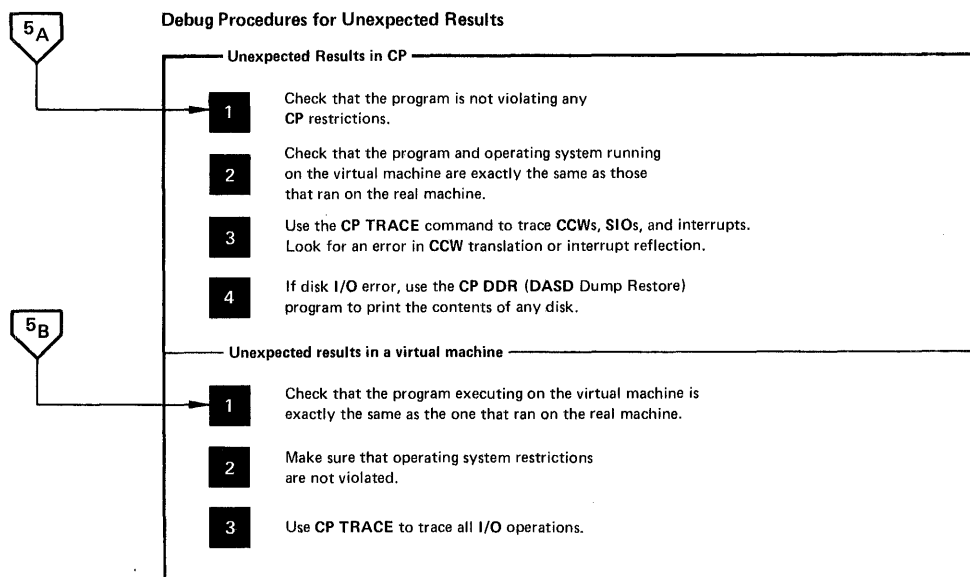 Debug Procedures for Unexpected Results
5A
Unexpected Results in CP
1
Check that the program is not violating any
CP restrictions.
2
Check that the program and operating system running
on the virtual machine are exactly the same as those
that ran on the real machine.
3
Use the CP TRACE command to trace CCWs, SIOs, and interrupts.
Look for an error in CCW translation or interrupt reflection.
4
If disk I/O error, use the CP DDR (DASD Dump Restore)
program to print the contents of any disk.
5B
Unexpected results in a virtual machine
1
Check that the program executing on the virtual machine is
exactly the same as the one that ran on the real machine.
2
Make sure that operating system restrictions
are not violated.
3
Use CP TRACE to trace all I/O operations.